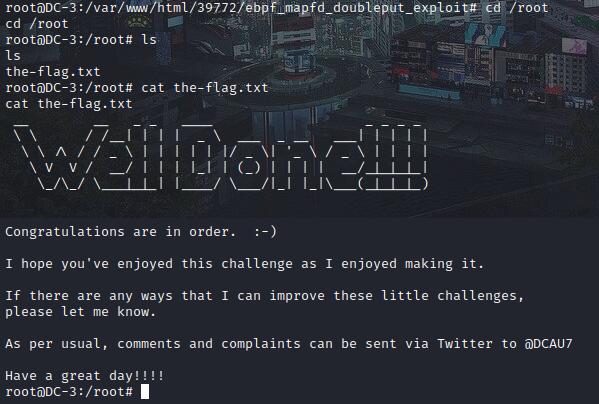 root@DC-3:/var/www/html/39772/ebpf_mapfd_doubleput_exploit# cd /root
cd /root
root@DC-3:/root# ls
ls
the-flag.txt
root@DC-3:/root# cat the-flag.txt
cat the-flag.txt
Well Done!!!!
Congratulations are in order.  :-)
I hope you've enjoyed this challenge as I enjoyed making it.
If there are any ways that I can improve these little challenges,
please let me know.
As per usual, comments and complaints can be sent via Twitter to @DCAU7
Have a great day!!!!
root@DC-3:/root#